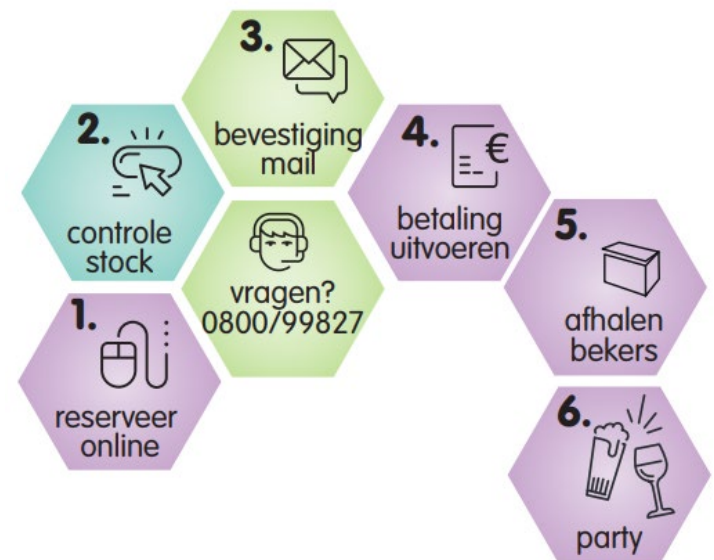 1.
reserveer
online
2.
controle
stock
3.
bevestiging
mail
vragen?
0800/99827
4.
€
betaling
uitvoeren
5.
afhalen
bekers
6.
party